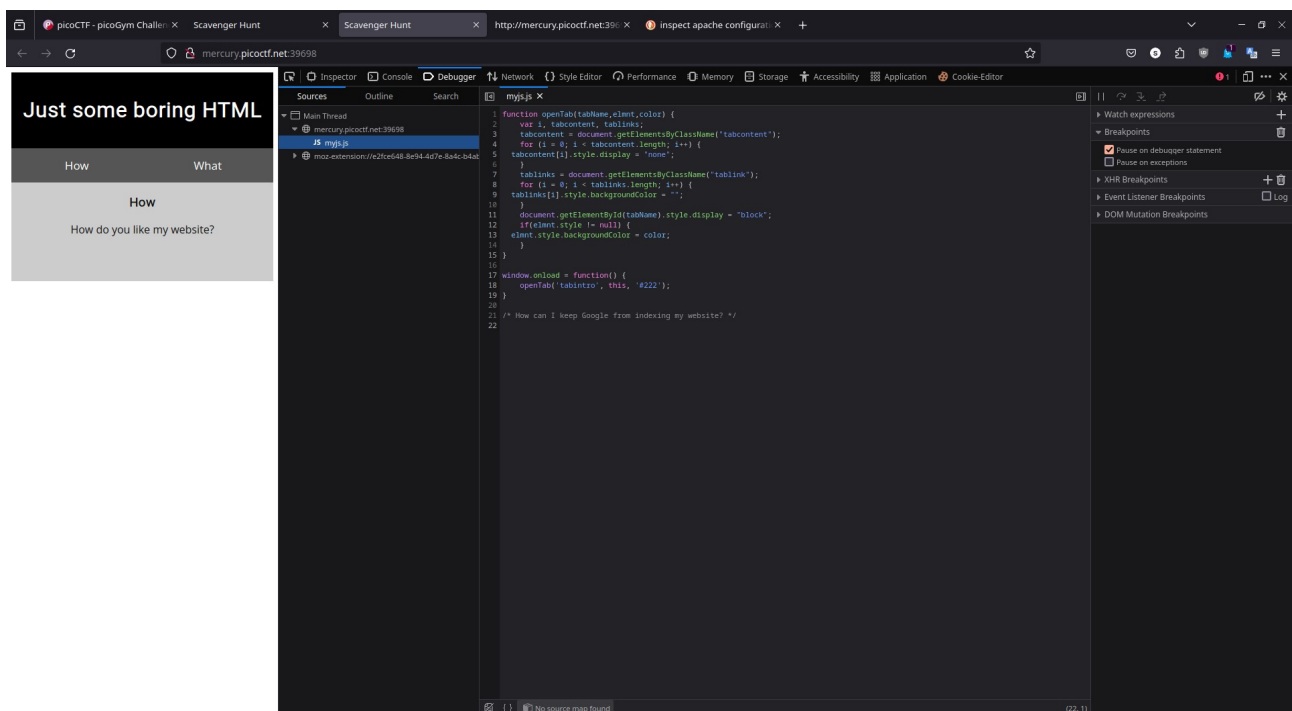 picoCTF - picoGym Challen
Scavenger Hunt
Scavenger Hunt
http://mercury.picoctf.net:396
inspect apache configurati
mercury.picoctf.net:39698
Just some boring HTML
How What
How
How do you like my website?
Inspector Console Debugger Network Style Editor Performance Memory Storage Accessibility Application Cookie-Editor 1
Sources Outline Search
Main Thread
mercury.picoctf.net:39698
JS myjs.js
moz-extension://e2fce648-8e94-4d7e-8a4c-b4ab
myjs.js
1 function openTab(tabName,elmnt,color) {
2 var i, tabcontent, tablinks;
3 tabcontent = document.getElementsByClassName("tabcontent");
4 for (i = 0; i < tabcontent.length; i++) {
5 tabcontent[i].style.display = "none";
6 }
7 tablinks = document.getElementsByClassName("tablink");
8 for (i = 0; i < tablinks.length; i++) {
9 tablinks[i].style.backgroundColor = "";
10 }
11 document.getElementById(tabName).style.display = "block";
12 if(elmnt.style != null) {
13 elmnt.style.backgroundColor = color;
14 }
15 }
16
17 window.onload = function() {
18 openTab('tabintro', this, '#222');
19 }
20
21 /* How can I keep Google from indexing my website? */
22
Watch expressions
Breakpoints
Pause on debugger statement
Pause on exceptions
XHR Breakpoints
Event Listener Breakpoints Log
DOM Mutation Breakpoints
{ } No source map found (22, 1)